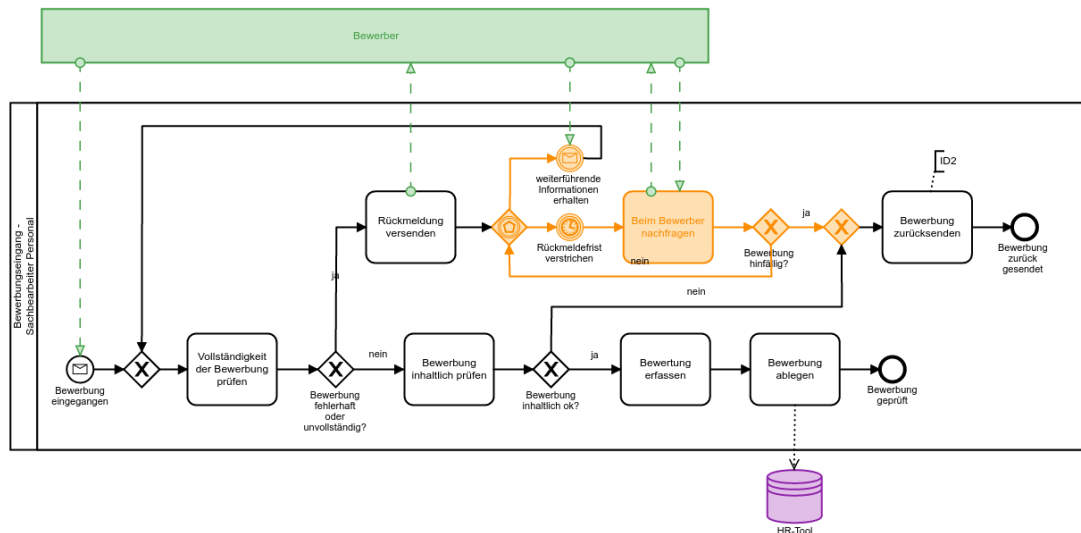 Bewerber
Bewerbungseingang -
Sachbearbeiter Personal
weiterführende
Informationen
erhalten
ID2
Rückmeldung
versenden
Rückmeldefrist
verstrichen
Beim Bewerber
nachfragen
nein
Bewerbung
hinfällig?
ja
Bewerbung
zurücksenden
Bewerbung
zurück
gesendet
ja
nein
Bewerbung
eingegangen
Vollständigkeit
der Bewerbung
prüfen
Bewerbung
fehlerhaft
oder
unvollständig?
nein
Bewerbung
inhaltlich prüfen
Bewerbung
inhaltlich ok?
ja
Bewertung
erfassen
Bewerbung
ablegen
Bewerbung
geprüft
HR-Tool